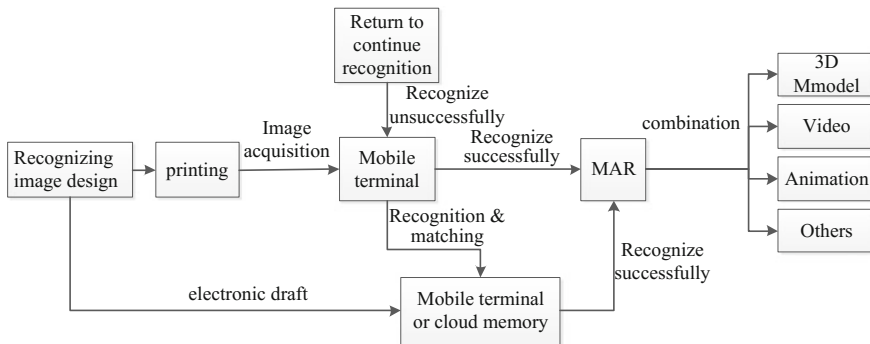 Return to
continue
recognition
Recognize
unsuccessfully
Image
acquisition
Recognizing
image design
printing
Mobile
terminal
Recognize
successfully
MAR
combination
3D
Mmodel
Video
Animation
Others
Recognition &
matching
Recognize
successfully
electronic draft
Mobile terminal
or cloud memory